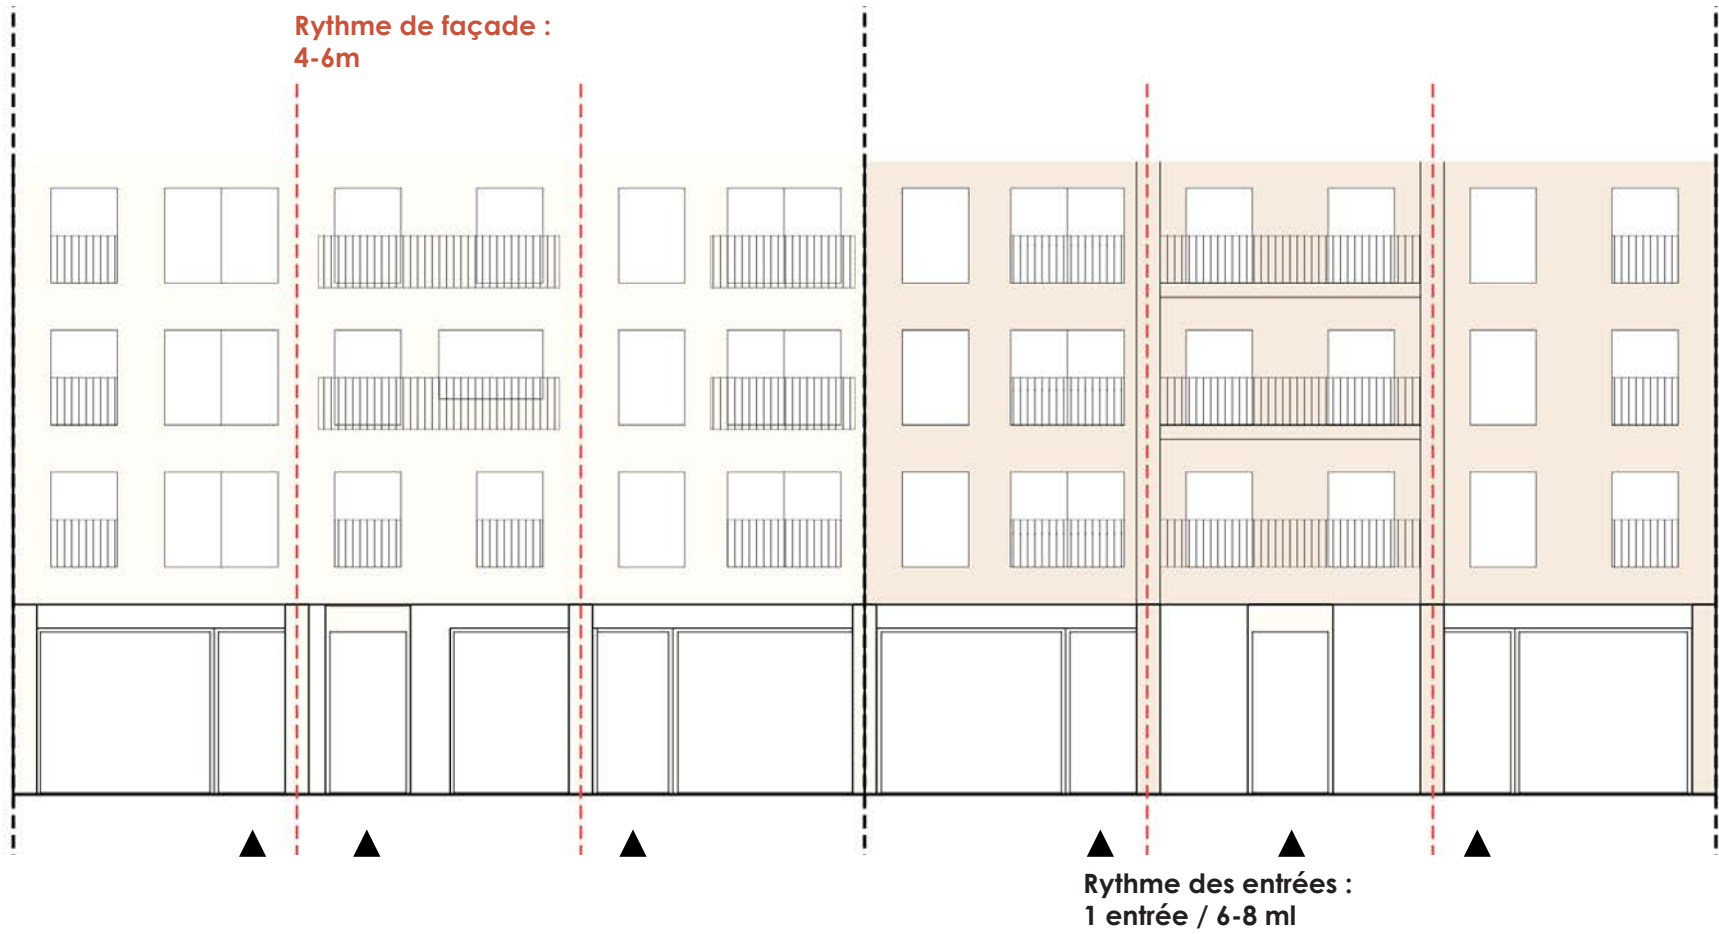 Rythme de façade :
4-6m
Rythme des entrées :
1 entrée / 6-8 ml